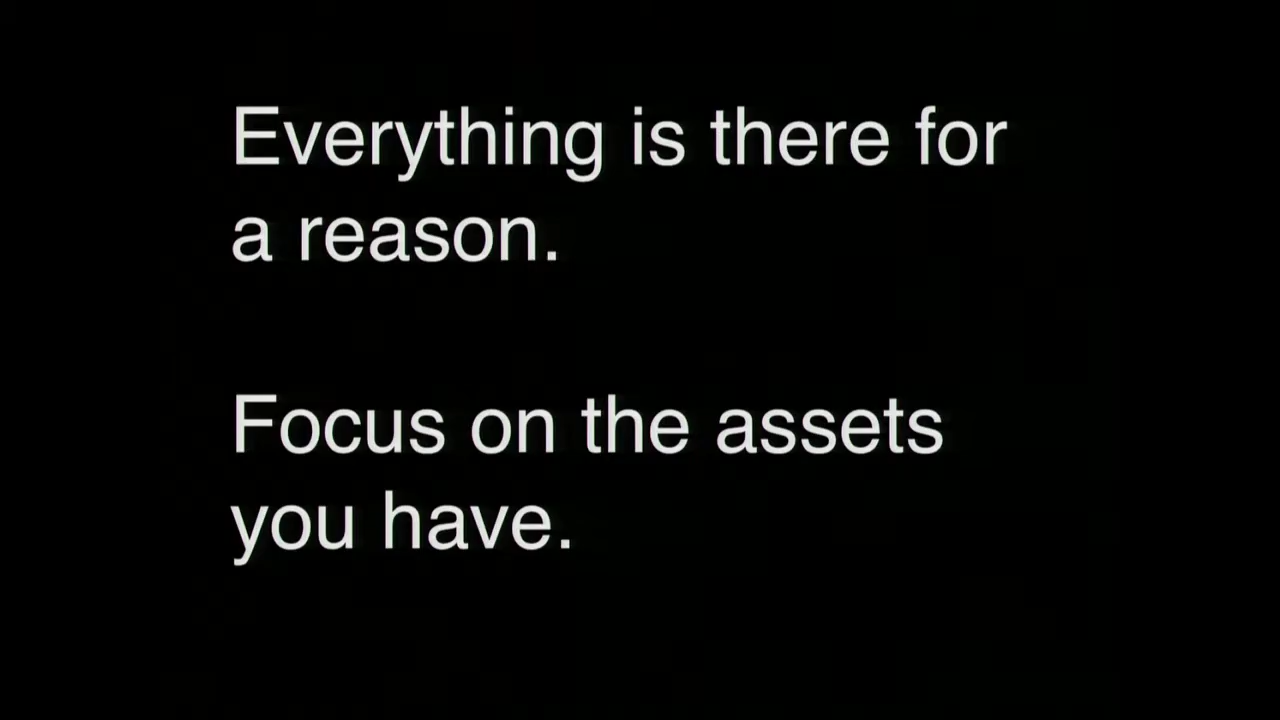 Everything is there for
a reason.
Focus on the assets
you have.